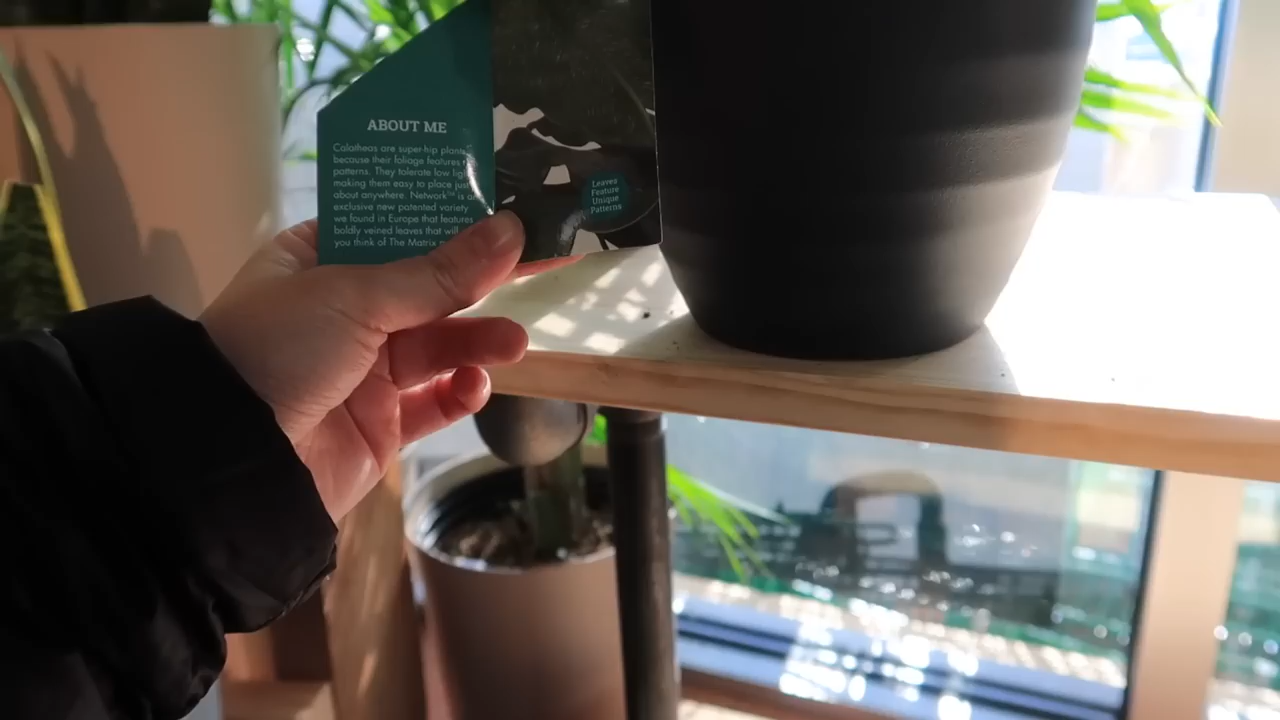 ABOUT ME
Calatheas are super-hip plants
because their foliage features
patterns. They tolerate low light
making them easy to place just
about anywhere. Network™ is an
exclusive new patented variety
we found in Europe that features
boldly veined leaves that will
you think of The Matrix
Leaves
Feature
Unique
Patterns